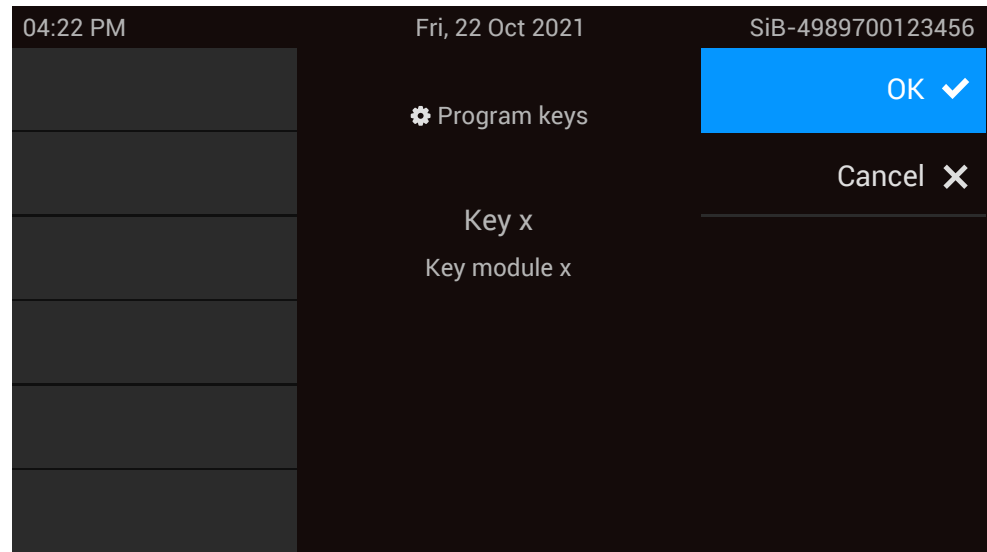 04:22 PM Fri, 22 Oct 2021 SiB-4989700123456
OK
Program keys
Cancel
Key x
Key module x